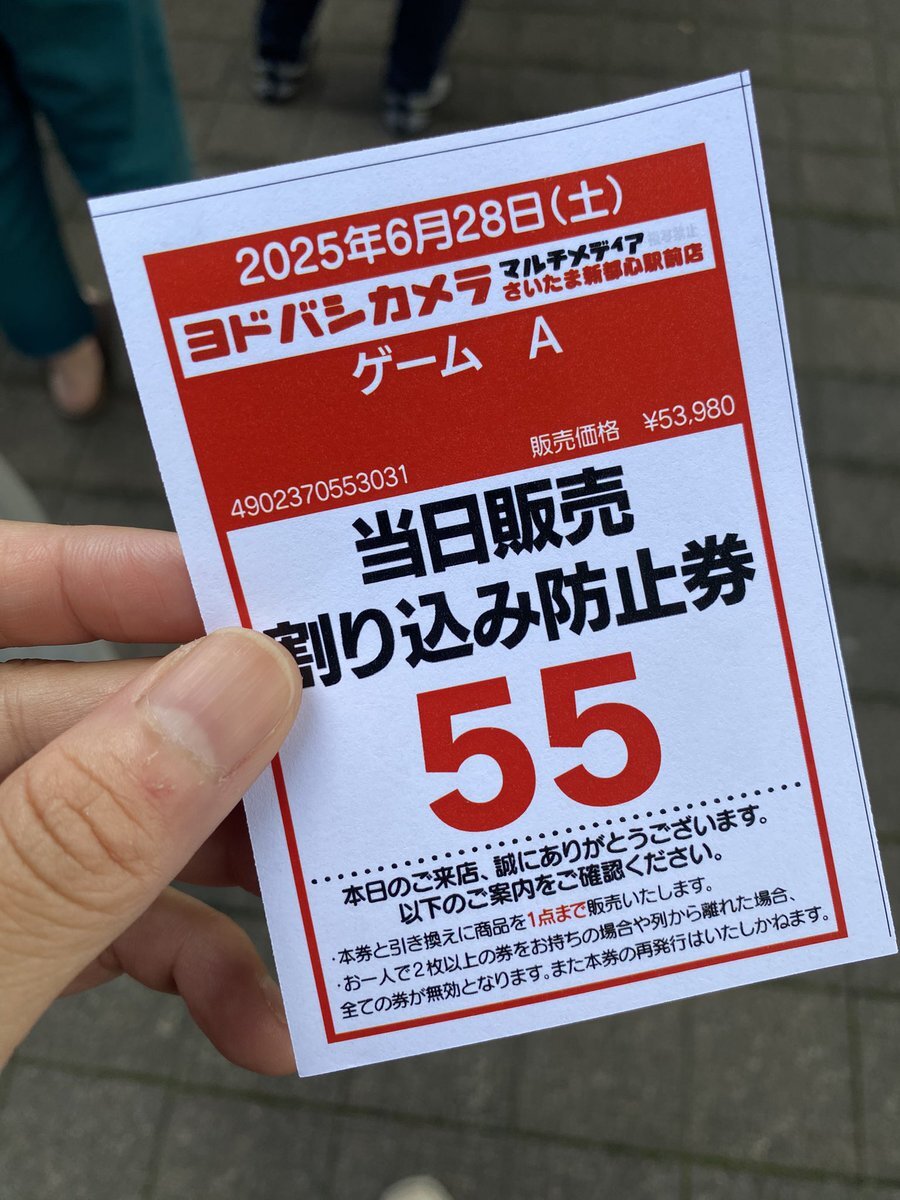 2025年6月28日(土)
ヨドバシカメラ マルチメディア 複写禁止
さいたま新都心駅前店
ゲーム A
販売価格 ¥53,980
4902370553031
当日販売
割り込み防止券
55
本日のご来店、誠にありがとうございます。
以下のご案内をご確認ください。
・本券と引き換えに商品を1点まで販売いたします。
・お一人で2枚以上の券をお持ちの場合や列から離れた場合、
全ての券が無効となります。また本券の再発行はいたしかねます。